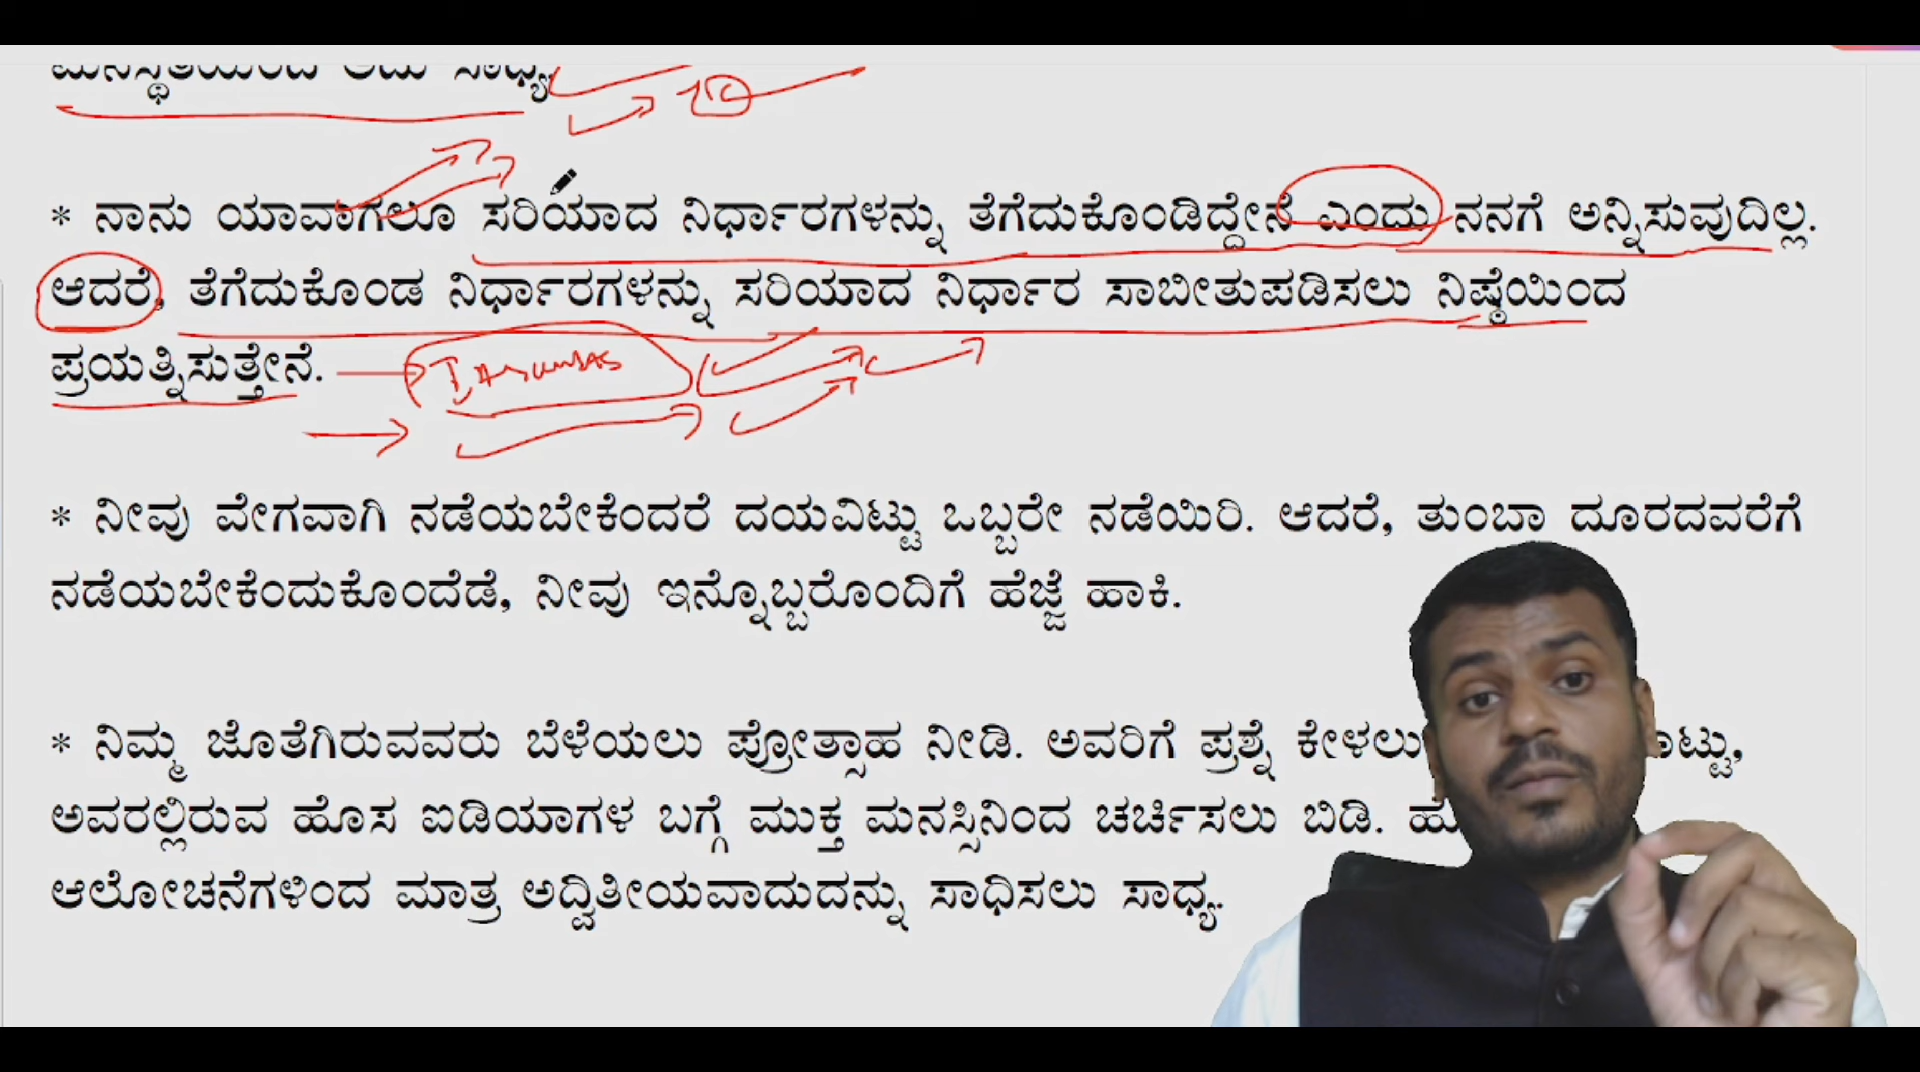 ಸಾಧ್ಯ.
10
* ನಾನು ಯಾವಾಗಲೂ ಸರಿಯಾದ ನಿರ್ಧಾರಗಳನ್ನು ತೆಗೆದುಕೊಂಡಿದ್ದೇನೆ ಎಂದು ನನಗೆ ಅನ್ನಿಸುವುದಿಲ್ಲ.
ಆದರೆ, ತೆಗೆದುಕೊಂಡ ನಿರ್ಧಾರಗಳನ್ನು ಸರಿಯಾದ ನಿರ್ಧಾರ ಸಾಬೀತುಪಡಿಸಲು ನಿಷ್ಠೆಯಿಂದ
ಪ್ರಯತ್ನಿಸುತ್ತೇನೆ.
* ನೀವು ವೇಗವಾಗಿ ನಡೆಯಬೇಕೆಂದರೆ ದಯವಿಟ್ಟು ಒಬ್ಬರೇ ನಡೆಯಿರಿ. ಆದರೆ, ತುಂಬಾ ದೂರದವರೆಗೆ
ನಡೆಯಬೇಕೆಂದುಕೊಂದೆಡೆ, ನೀವು ಇನ್ನೊಬ್ಬರೊಂದಿಗೆ ಹೆಜ್ಜೆ ಹಾಕಿ.
* ನಿಮ್ಮ ಜೊತೆಗಿರುವವರು ಬೆಳೆಯಲು ಪ್ರೋತ್ಸಾಹ ನೀಡಿ. ಅವರಿಗೆ ಪ್ರಶ್ನೆ ಕೇಳಲು
ಅವರಲ್ಲಿರುವ ಹೊಸ ಐಡಿಯಾಗಳ ಬಗ್ಗೆ ಮುಕ್ತ ಮನಸ್ಸಿನಿಂದ ಚರ್ಚಿಸಲು ಬಿಡಿ.
ಆಲೋಚನೆಗಳಿಂದ ಮಾತ್ರ ಅದ್ವಿತೀಯವಾದುದನ್ನು ಸಾಧಿಸಲು ಸಾಧ್ಯ.